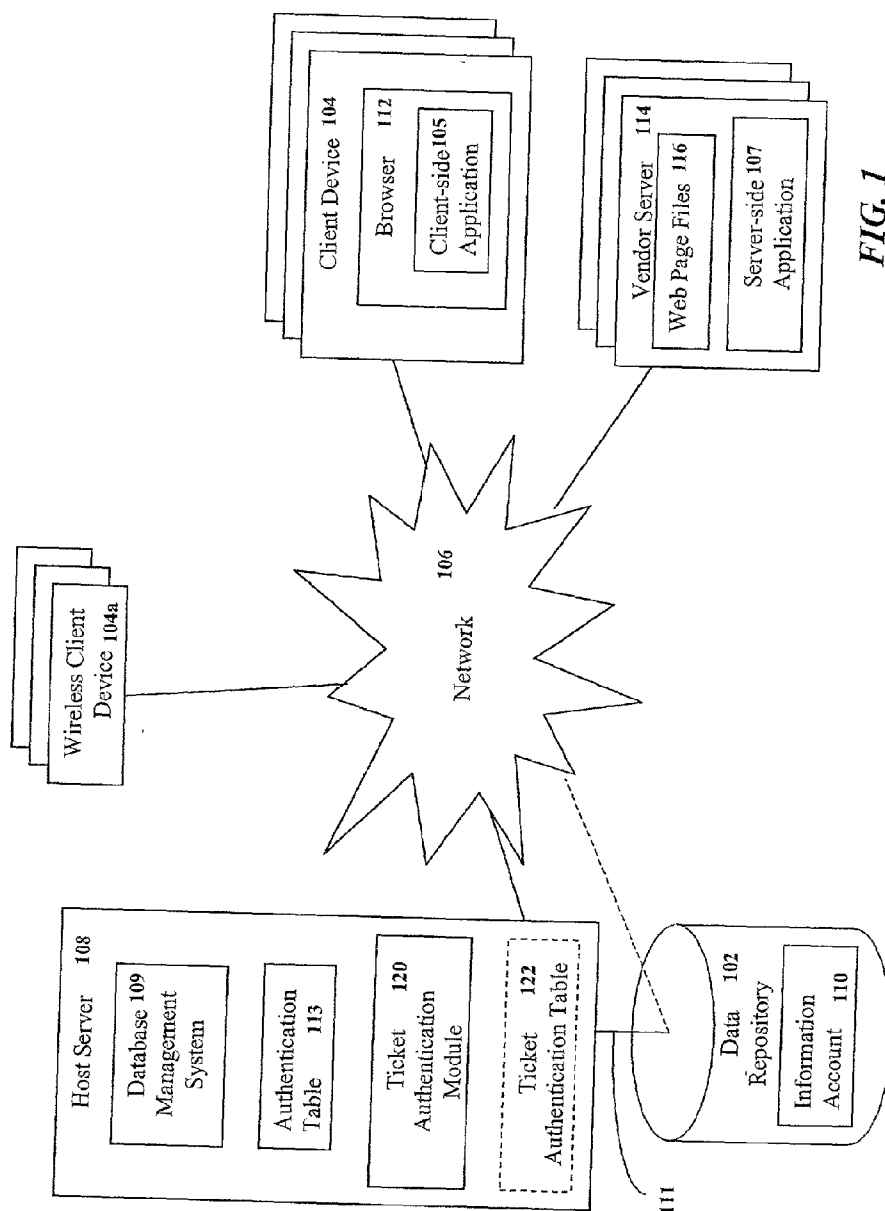 Wireless Client
Device 104a
Host Server 108
Database 109
Management
System
Authentication
Table 113
Ticket 120
Authentication
Module
Ticket 122
Authentication Table
111
Data 102
Repository
Information
Account 110
106
Network
Client Device 104
Browser 112
Client-side 105
Application
Vendor Server 114
Web Page Files 116
Server-side 107
Application
FIG. 1